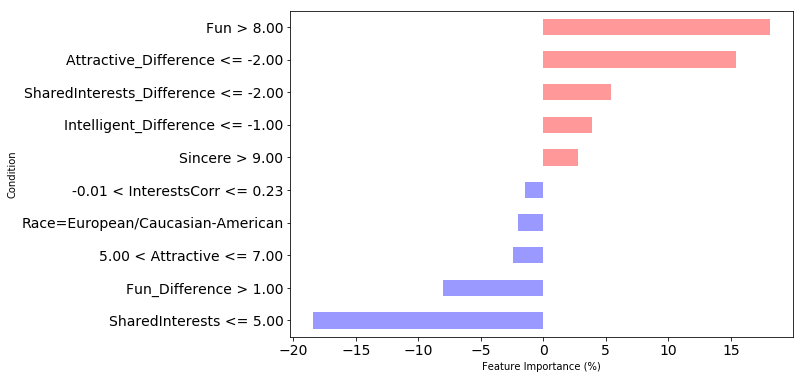 Condition
Fun > 8.00
Attractive_Difference <= -2.00
SharedInterests_Difference <= -2.00
Intelligent_Difference <= -1.00
Sincere > 9.00
-0.01 < InterestsCorr <= 0.23
Race=European/Caucasian-American
5.00 < Attractive <= 7.00
Fun_Difference > 1.00
SharedInterests <= 5.00
−20 −15 −10 −5 0 5 10 15
Feature Importance (%)